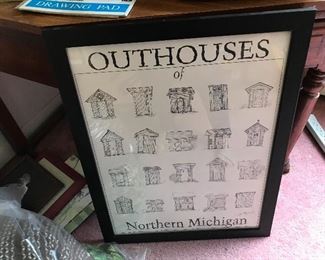 DRAWING PAD
OUTHOUSES
of
Northern Michigan